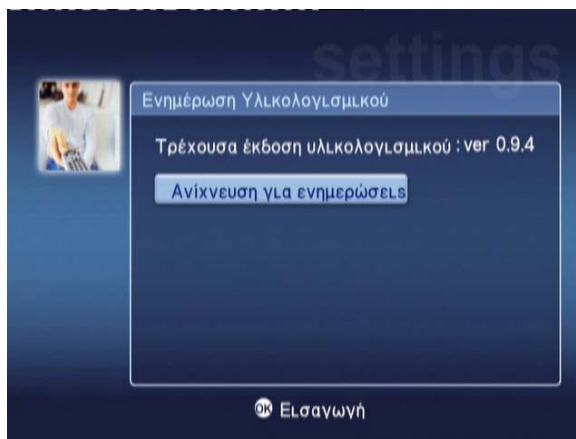 settings
Ενημέρωση Υλικολογισμικού
Τρέχουσα έκδοση υλικολογισμικού : ver 0.9.4
Ανίχνευση για ενημερώσεις
OK Εισαγωγή